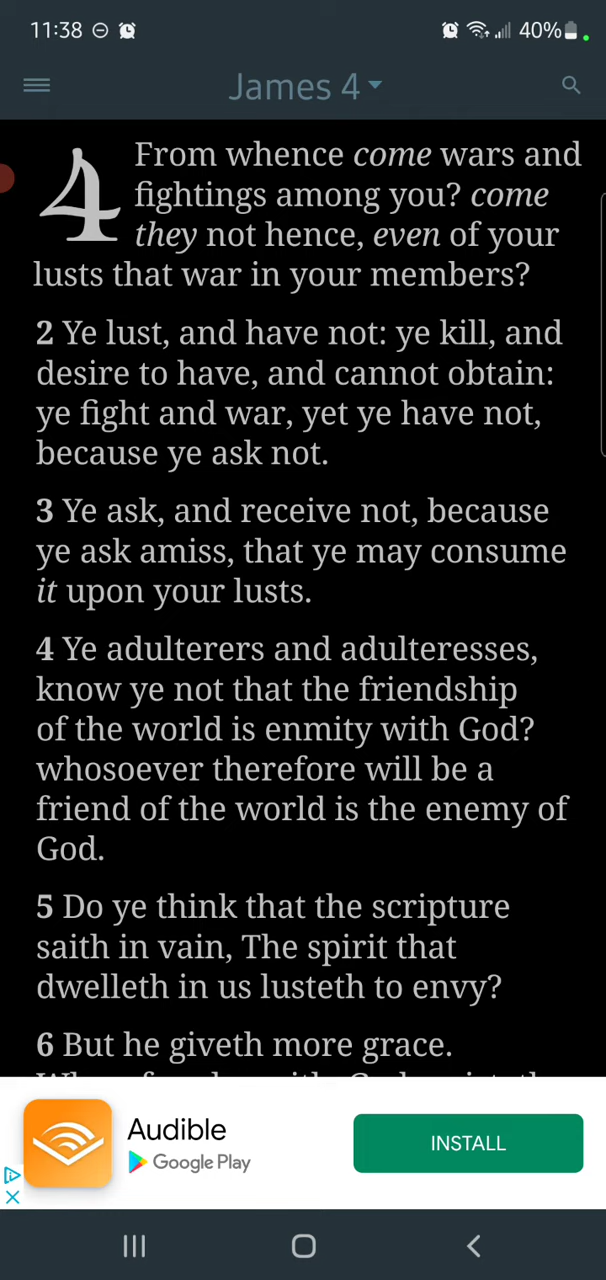 11:38 40%
James 4
4 From whence come wars and
fightings among you? come
they not hence, even of your
lusts that war in your members?
2 Ye lust, and have not: ye kill, and
desire to have, and cannot obtain:
ye fight and war, yet ye have not,
because ye ask not.
3 Ye ask, and receive not, because
ye ask amiss, that ye may consume
it upon your lusts.
4 Ye adulterers and adulteresses,
know ye not that the friendship
of the world is enmity with God?
whosoever therefore will be a
friend of the world is the enemy of
God.
5 Do ye think that the scripture
saith in vain, The spirit that
dwelleth in us lusteth to envy?
6 But he giveth more grace.
Audible
Google Play
INSTALL